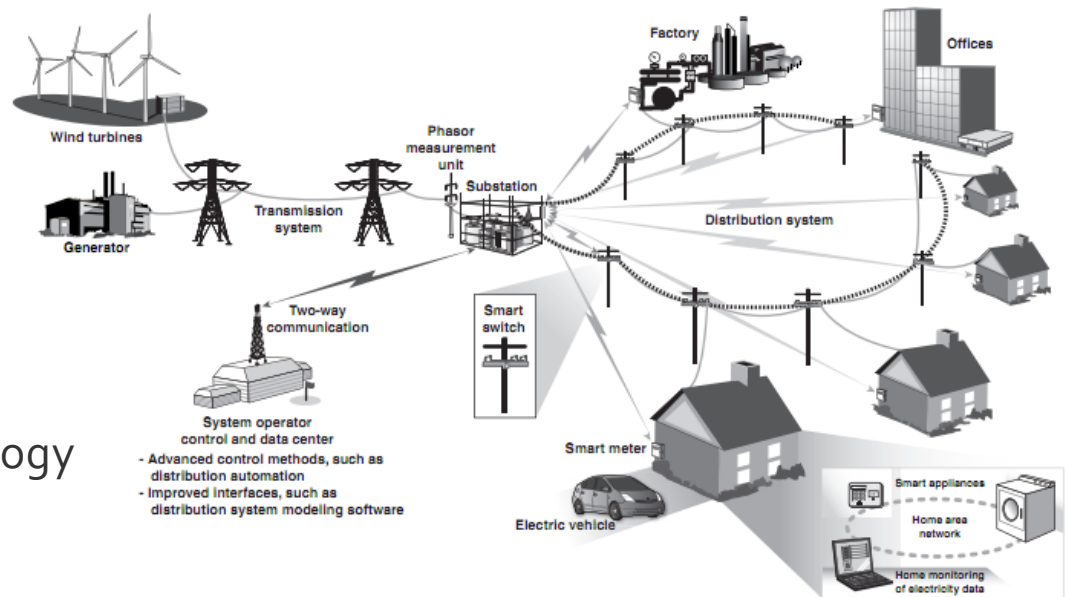 Factory
Offices
Wind turbines
Phasor
measurement
unit
Substation
Transmission
system
Generator
Distribution system
Two-way
communication
Smart
switch
System operator
control and data center
- Advanced control methods, such as
distribution automation
- Improved interfaces, such as
distribution system modeling software
ogy
Smart meter
Electric vehicle
Smart appliances
Home area
network
Home monitoring
of electricity data